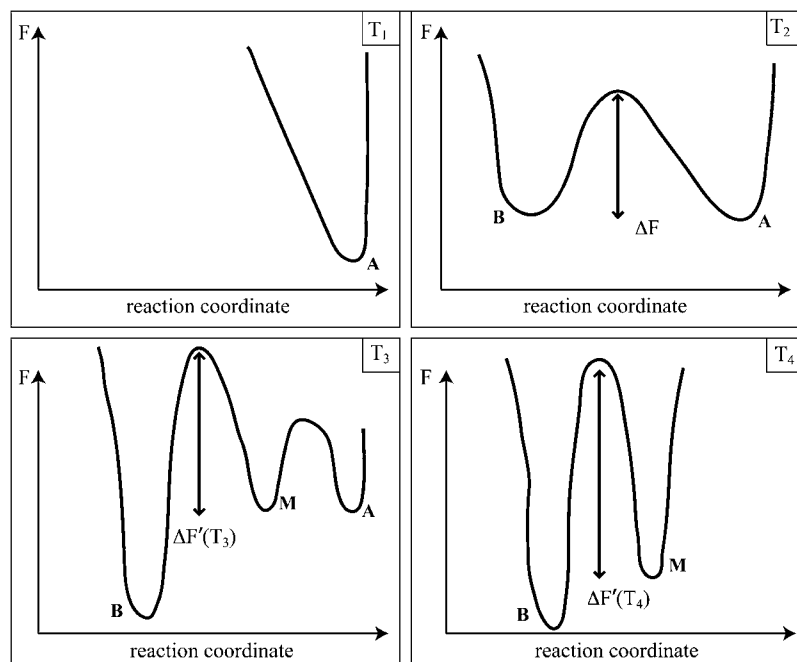 F
T₁
A
reaction coordinate
F
T₂
B
A
ΔF
reaction coordinate
F
T₃
M
A
ΔF′(T₃)
B
reaction coordinate
F
T₄
M
ΔF′(T₄)
B
reaction coordinate